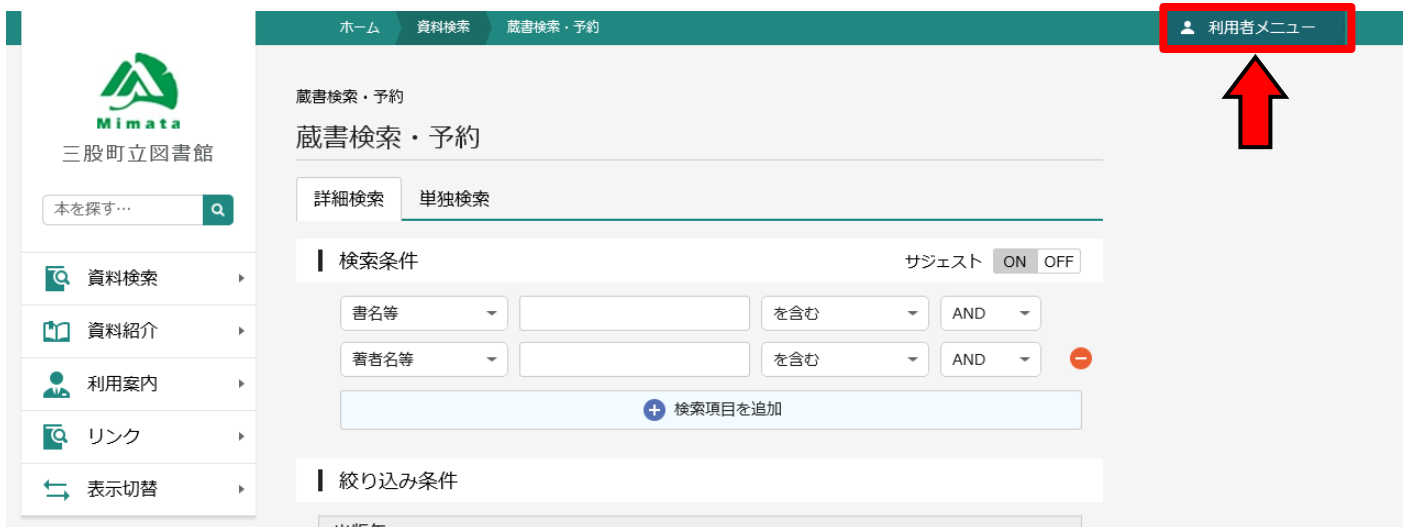 ホーム 資料検索 蔵書検索・予約 利用者メニュー
Mimata
三股町立図書館
本を探す…
資料検索
資料紹介
利用案内
リンク
表示切替
蔵書検索・予約
蔵書検索・予約
詳細検索 単独検索
検索条件 サジェスト ON OFF
書名等 を含む AND
著者名等 を含む AND
検索項目を追加
絞り込み条件